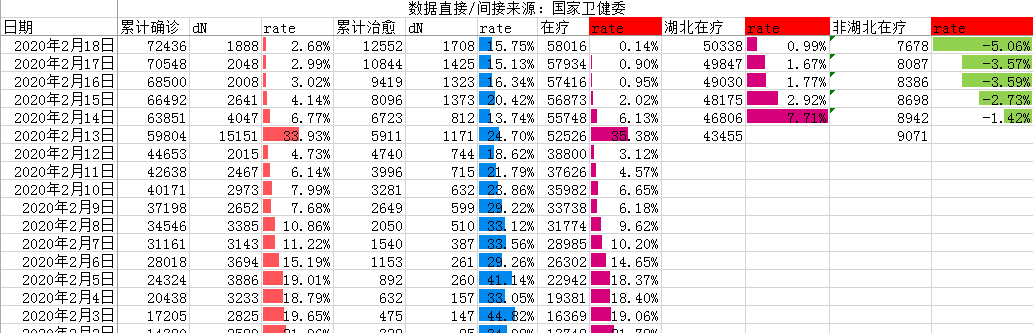 数据直接/间接来源：国家卫健委
日期 累计确诊 dN rate 累计治愈 dN rate 在疗 rate 湖北在疗 rate 非湖北在疗 rate
2020年2月18日 72436 1888 2.68% 12552 1708 15.75% 58016 0.14% 50338 0.99% 7678 -5.06%
2020年2月17日 70548 2048 2.99% 10844 1425 15.13% 57934 0.90% 49847 1.67% 8087 -3.57%
2020年2月16日 68500 2008 3.02% 9419 1323 16.34% 57416 0.95% 49030 1.77% 8386 -3.59%
2020年2月15日 66492 2641 4.14% 8096 1373 20.42% 56873 2.02% 48175 2.92% 8698 -2.73%
2020年2月14日 63851 4047 6.77% 6723 812 13.74% 55748 6.13% 46806 7.71% 8942 -1.42%
2020年2月13日 59804 15151 33.93% 5911 1171 24.70% 52526 35.38% 43455 9071
2020年2月12日 44653 2015 4.73% 4740 744 18.62% 38800 3.12%
2020年2月11日 42638 2467 6.14% 3996 715 21.79% 37626 4.57%
2020年2月10日 40171 2973 7.99% 3281 632 23.86% 35982 6.65%
2020年2月9日 37198 2652 7.68% 2649 599 29.22% 33738 6.18%
2020年2月8日 34546 3385 10.86% 2050 510 33.12% 31774 9.62%
2020年2月7日 31161 3143 11.22% 1540 387 33.56% 28985 10.20%
2020年2月6日 28018 3694 15.19% 1153 261 29.26% 26302 14.65%
2020年2月5日 24324 3886 19.01% 892 260 41.14% 22942 18.37%
2020年2月4日 20438 3233 18.79% 632 157 33.05% 19381 18.40%
2020年2月3日 17205 2825 19.65% 475 147 44.82% 16369 19.06%